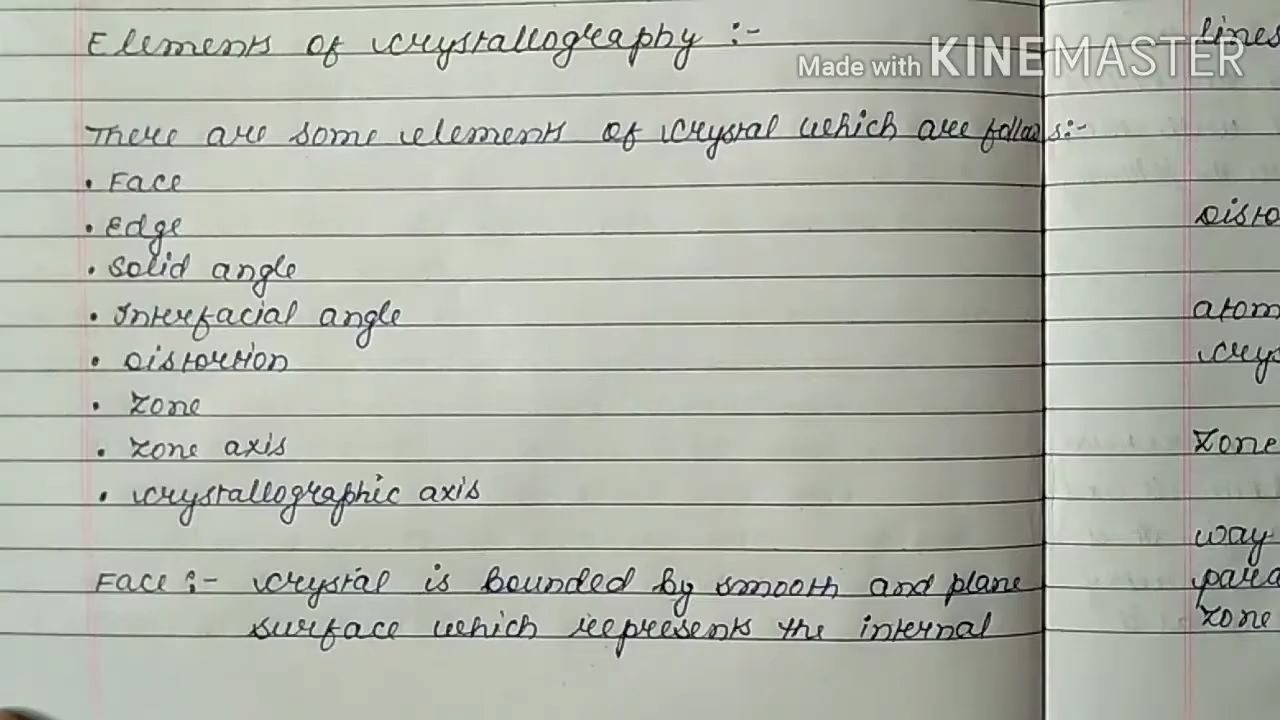 Elements of crystallography :-
Made with KINEMASTER
There are some elements of crystal which are follows:-
• Face
• Edge
• Solid angle
• Interfacial angle
• Distortion
• Zone
• Zone axis
• crystallographic axis
Face :- crystal is bounded by smooth and plane
surface which represents the internal
lines
Disto
atom
crys
Zone
way
para
zone